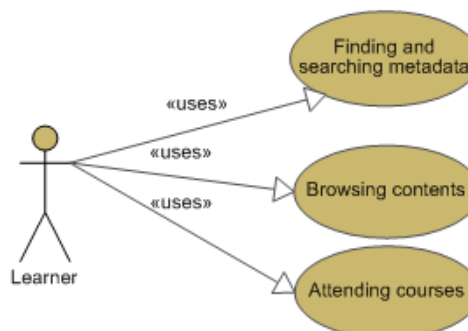 Finding and
searching metadata
«uses»
«uses»
Browsing contents
«uses»
Learner
Attending courses